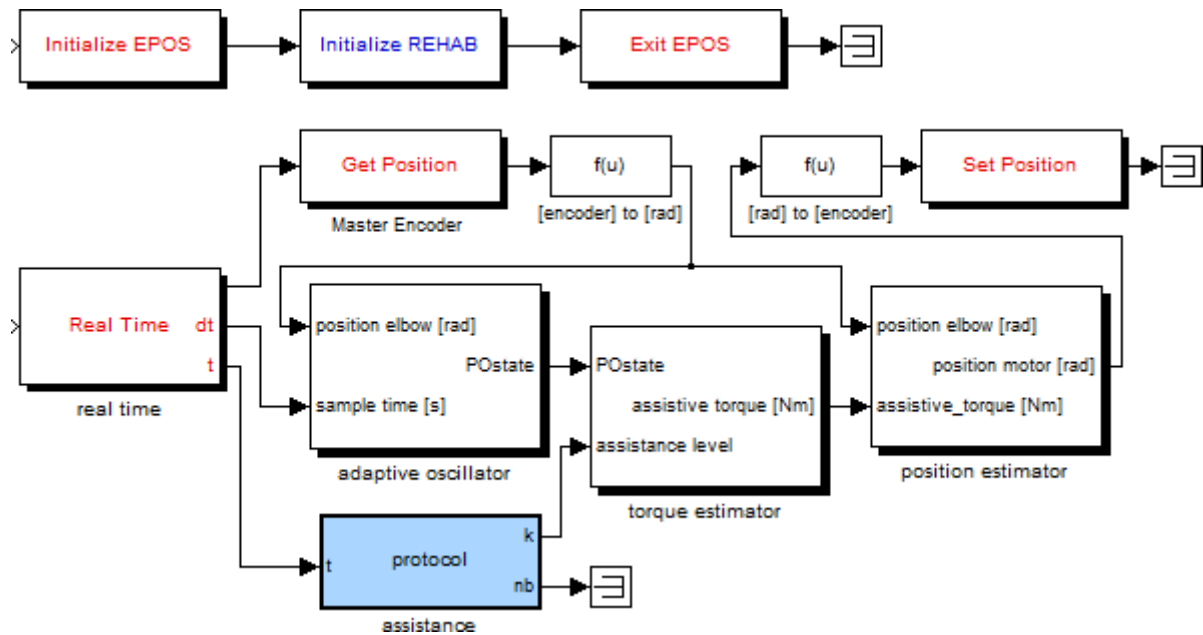 Initialize EPOS
Initialize REHAB
Exit EPOS
Get Position
Master Encoder
f(u)
[encoder] to [rad]
f(u)
[rad] to [encoder]
Set Position
Real Time
dt
t
real time
position elbow [rad]
POstate
sample time [s]
adaptive oscillator
POstate
assistive torque [Nm]
assistance level
torque estimator
position elbow [rad]
position motor [rad]
assistive_torque [Nm]
position estimator
t
protocol
k
nb
assistance